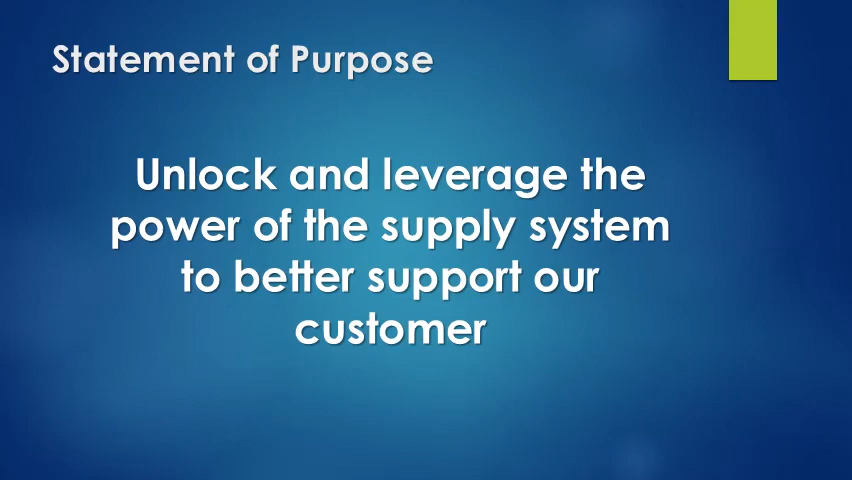 Statement of Purpose
Unlock and leverage the
power of the supply system
to better support our
customer